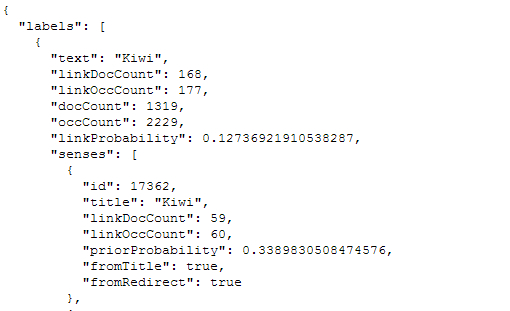 {
"labels": [
{
"text": "Kiwi",
"linkDocCount": 168,
"linkOccCount": 177,
"docCount": 1319,
"occCount": 2229,
"linkProbability": 0.12736921910538287,
"senses": [
{
"id": 17362,
"title": "Kiwi",
"linkDocCount": 59,
"linkOccCount": 60,
"priorProbability": 0.3389830508474576,
"fromTitle": true,
"fromRedirect": true
},